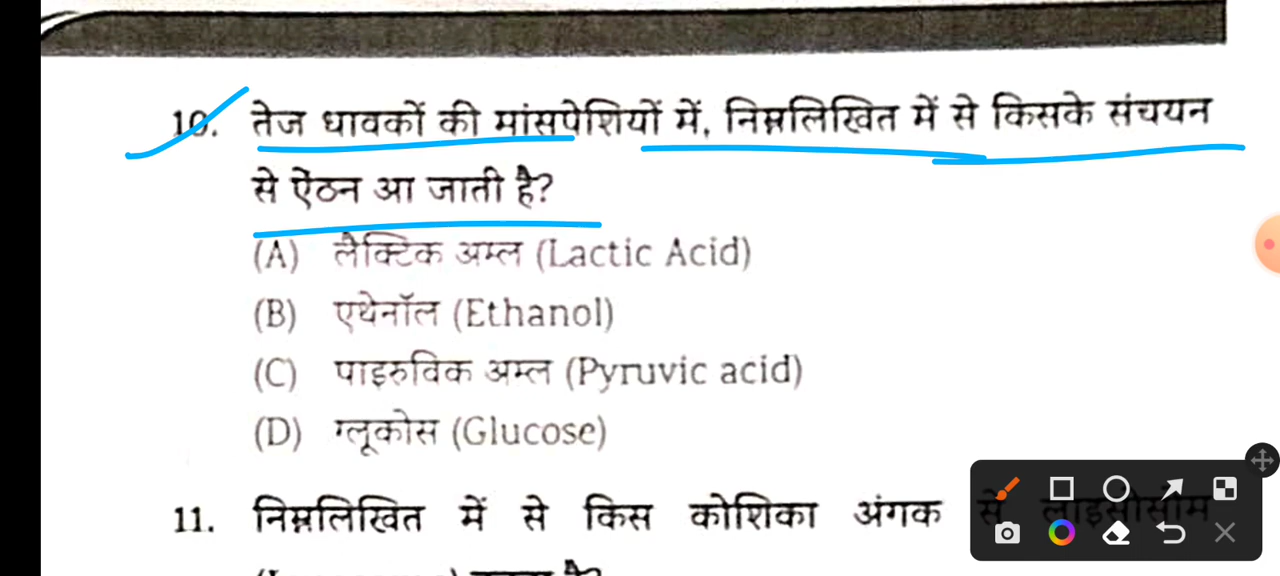 10. तेज धावकों की मांसपेशियों में, निम्नलिखित में से किसके संचयन
से ऐंठन आ जाती है?
(A) लैक्टिक अम्ल (Lactic Acid)
(B) एथेनॉल (Ethanol)
(C) पाइरुविक अम्ल (Pyruvic acid)
(D) ग्लूकोस (Glucose)
11. निम्नलिखित में से किस कोशिका अंगक से लाइसोसोम